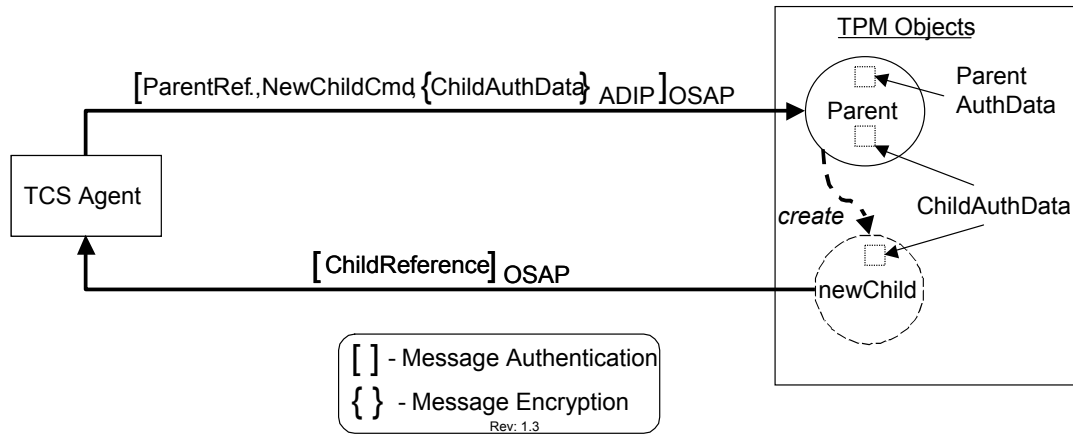 TPM Objects
[ParentRef.,NewChildCmd, {ChildAuthData} ADIP ]OSAP
Parent
AuthData
Parent
TCS Agent
ChildAuthData
create
[ChildReference] OSAP
newChild
[ ] - Message Authentication
{ } - Message Encryption
Rev: 1.3